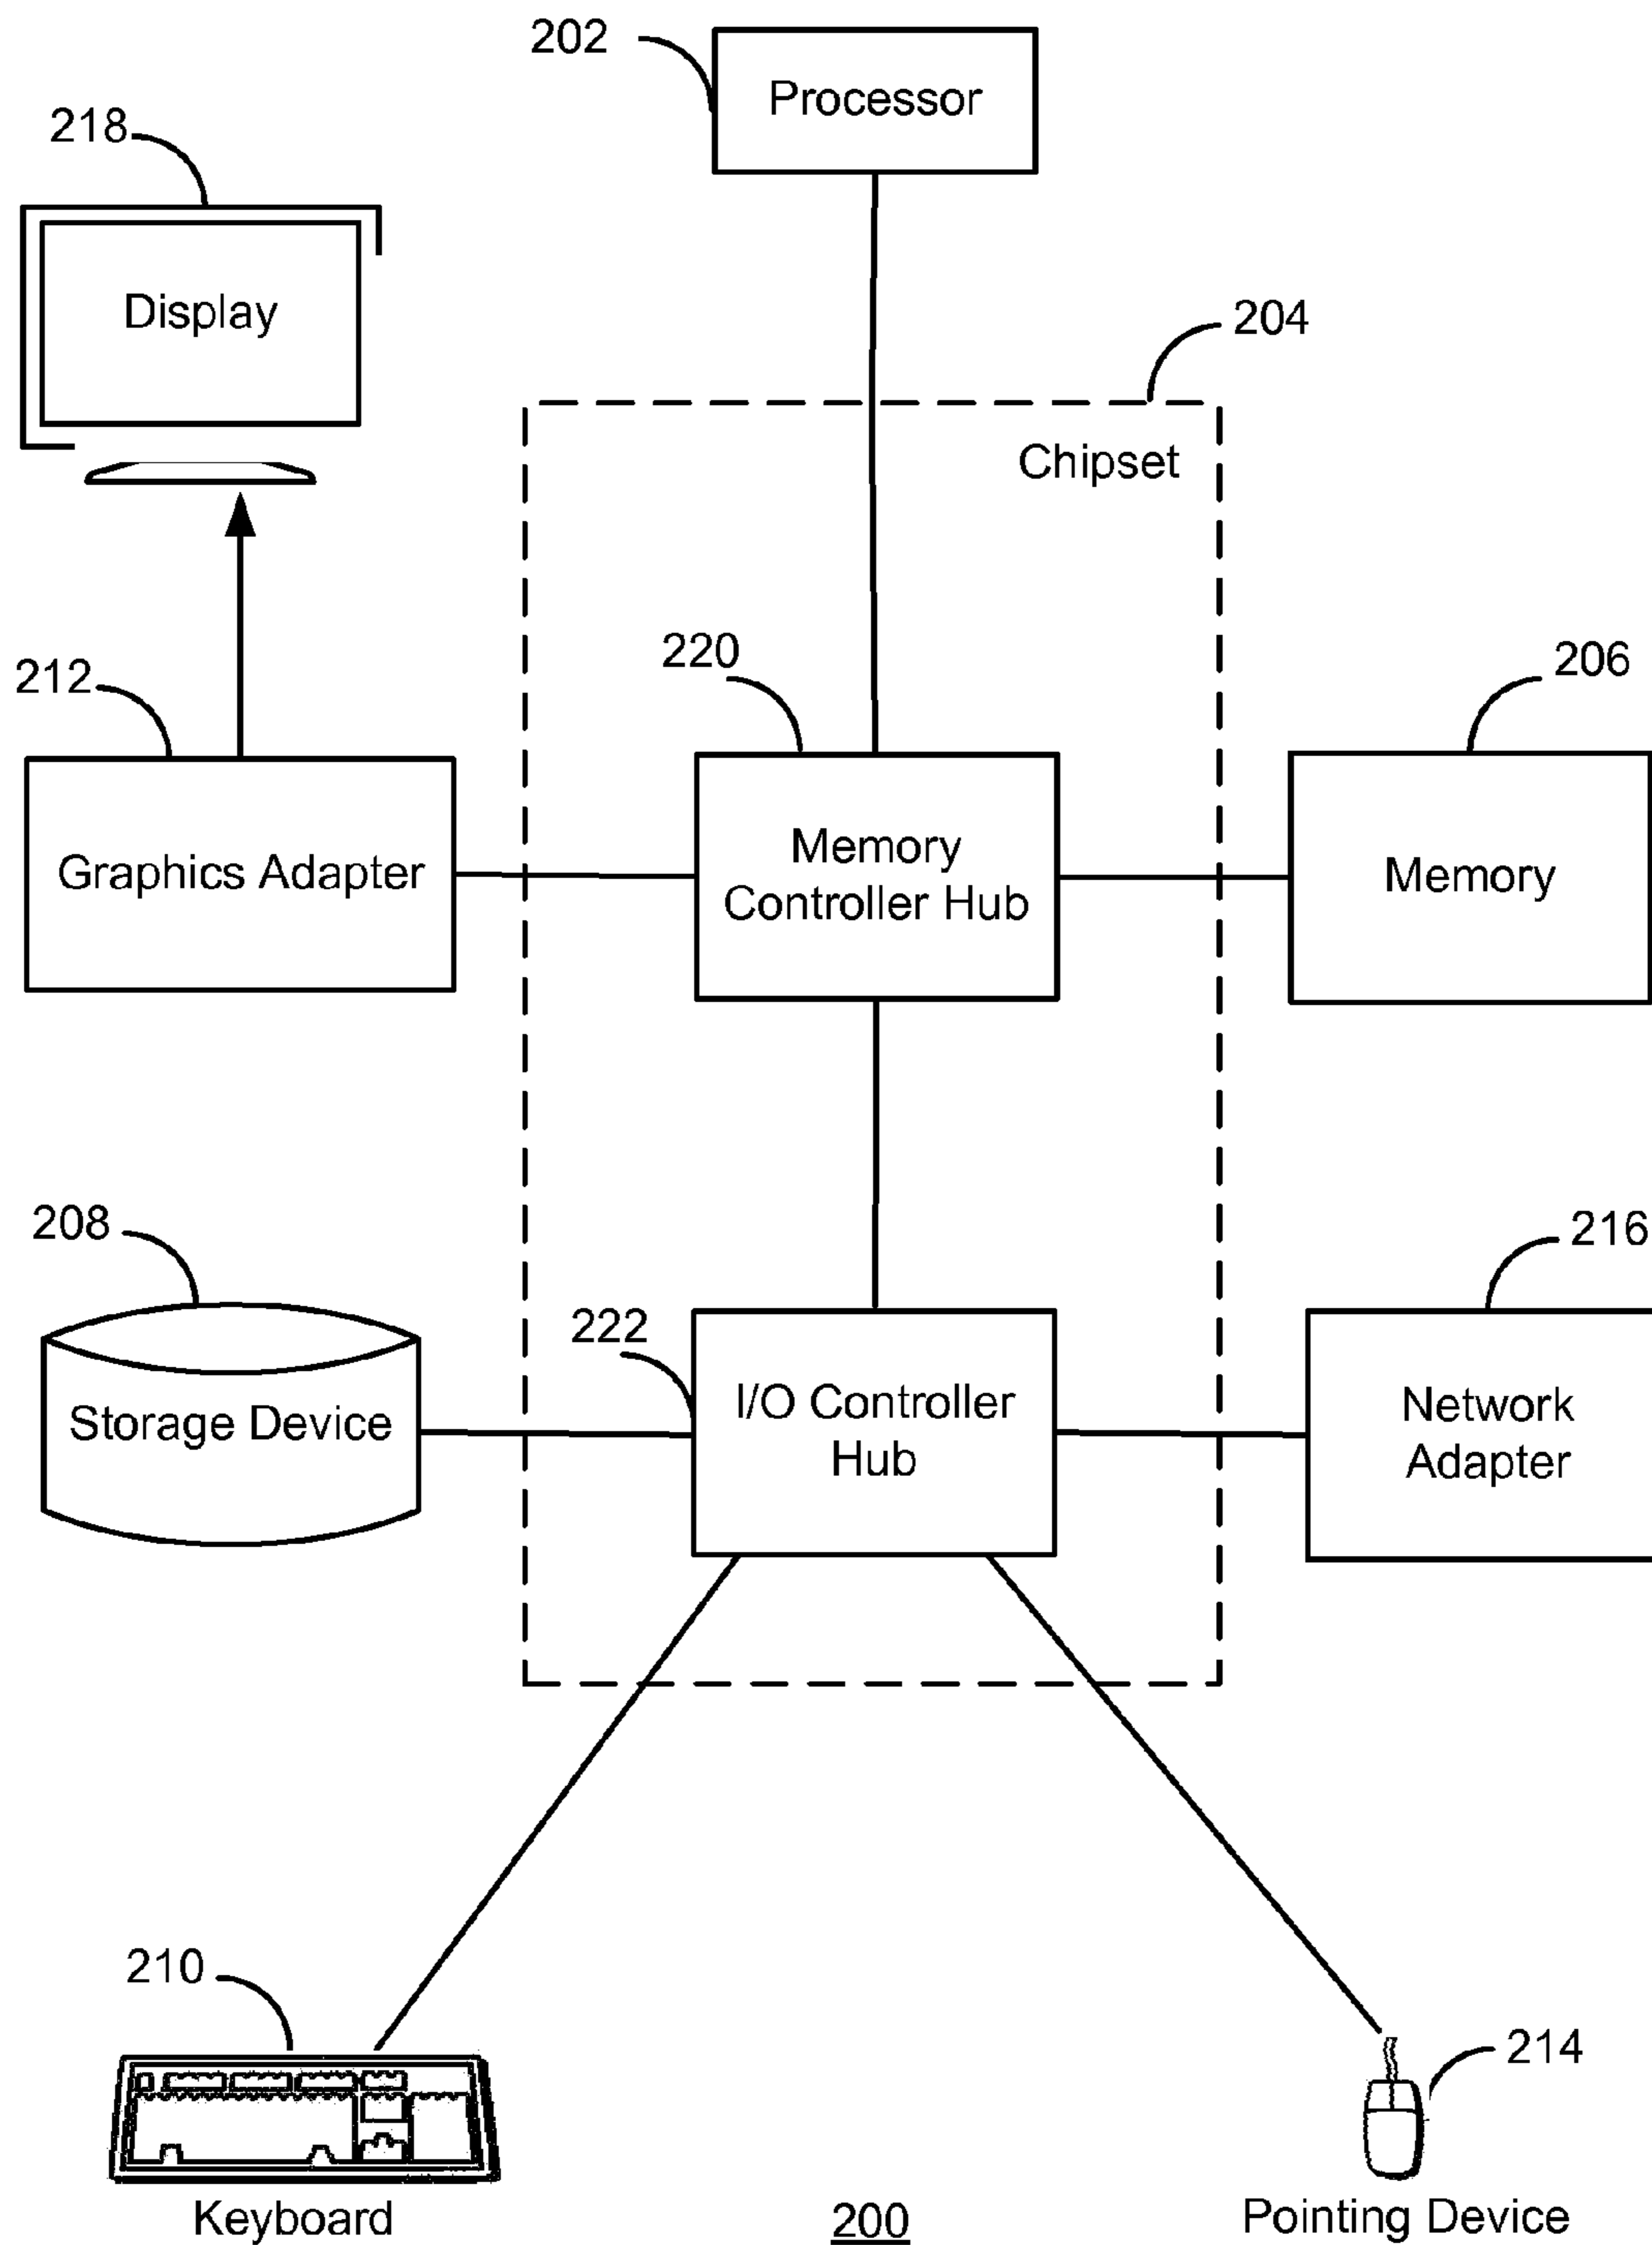 202
Processor
218
Display
204
Chipset
220
206
212
Graphics Adapter
Memory
Controller Hub
Memory
208
216
222
Storage Device
I/O Controller
Hub
Network
Adapter
210
214
Keyboard
200
Pointing Device